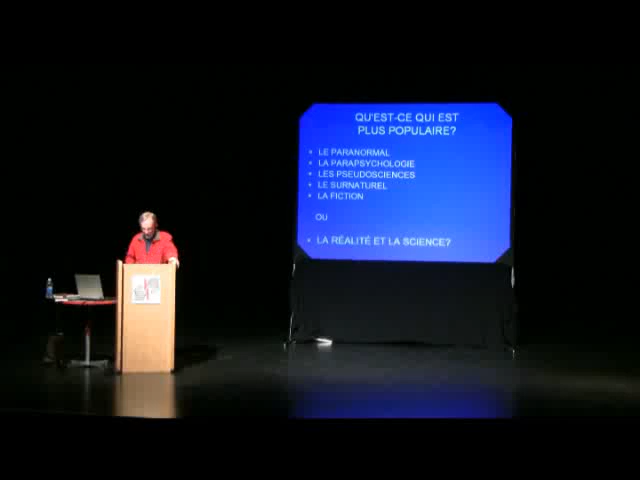 QU'EST-CE QUI EST
PLUS POPULAIRE?
• LE PARANORMAL
• LA PARAPSYCHOLOGIE
• LES PSEUDOSCIENCES
• LE SURNATUREL
• LA FICTION
OU
• LA RÉALITÉ ET LA SCIENCE?